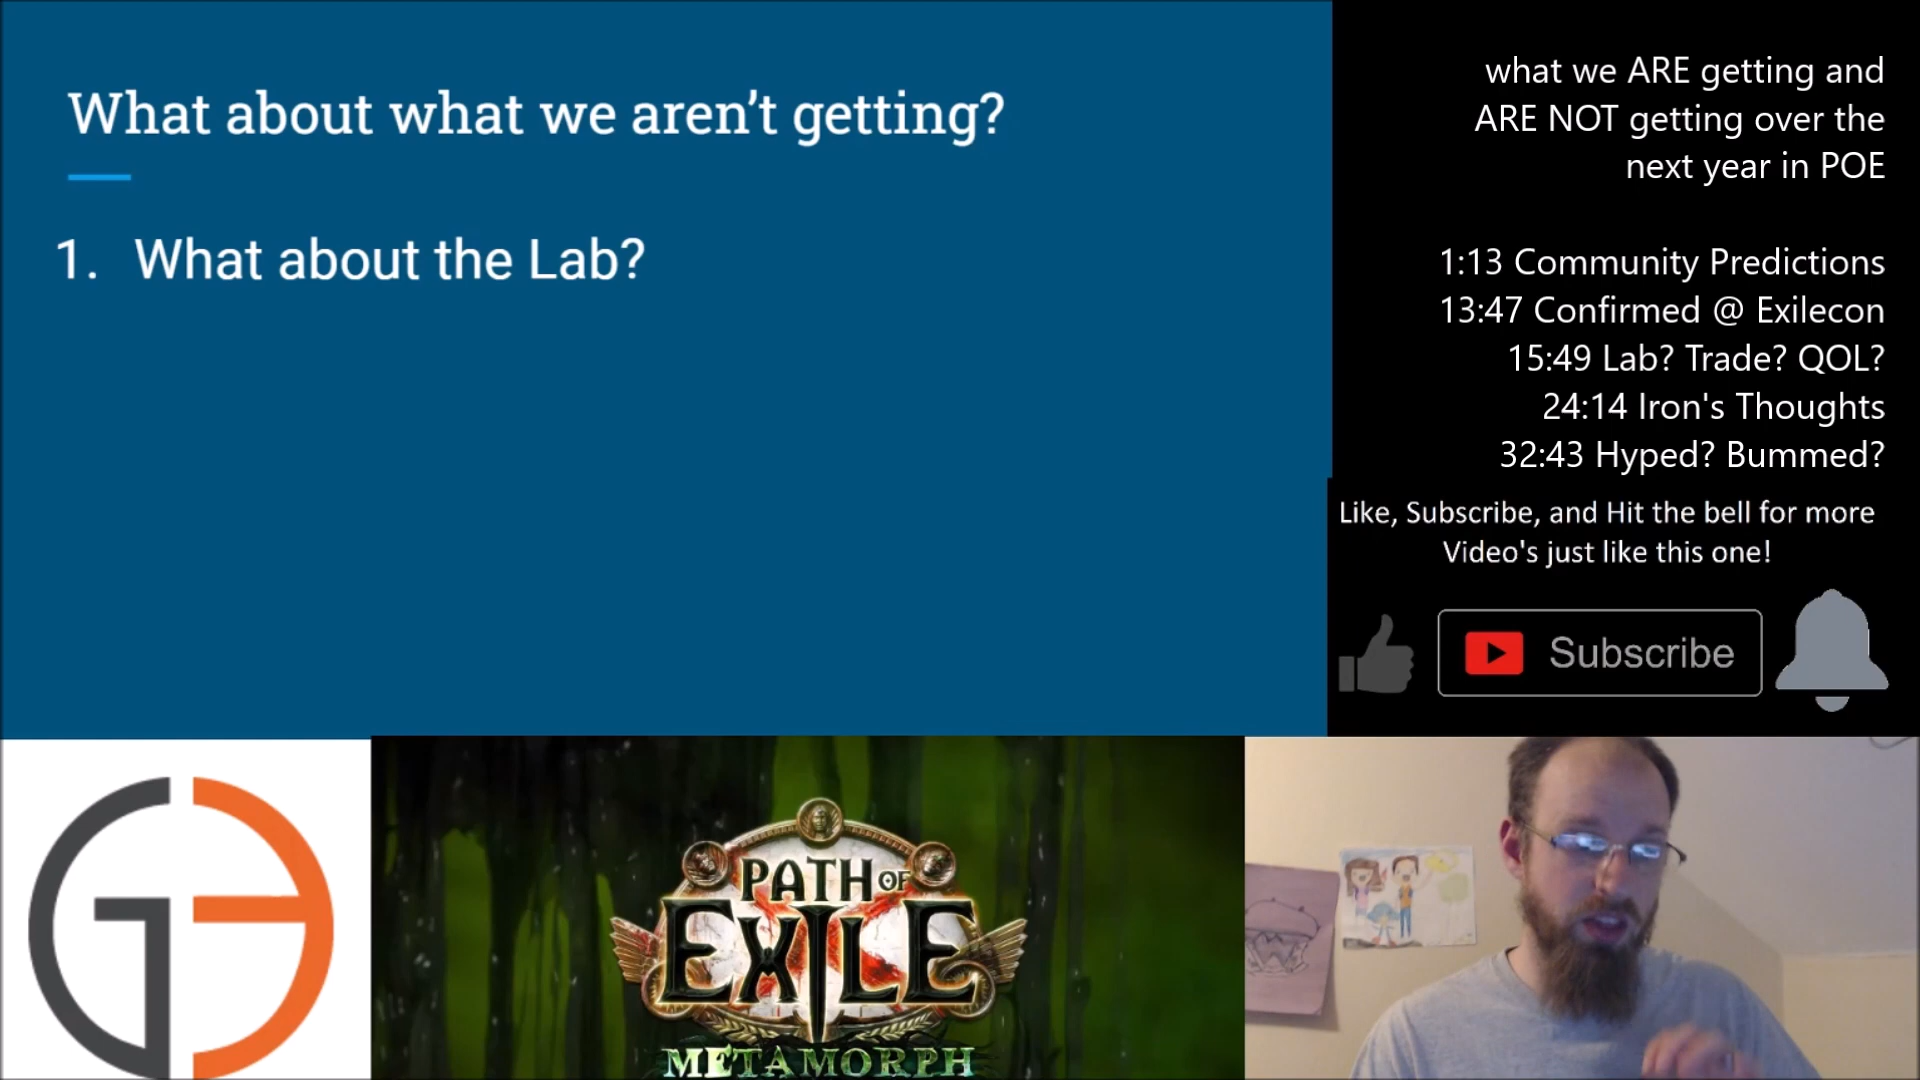 What about what we aren't getting?
1. What about the Lab?
what we ARE getting and
ARE NOT getting over the
next year in POE
1:13 Community Predictions
13:47 Confirmed @ Exilecon
15:49 Lab? Trade? QOL?
24:14 Iron's Thoughts
32:43 Hyped? Bummed?
Like, Subscribe, and Hit the bell for more
Video's just like this one!
Subscribe
PATH OF
EXILE
METAMORPH